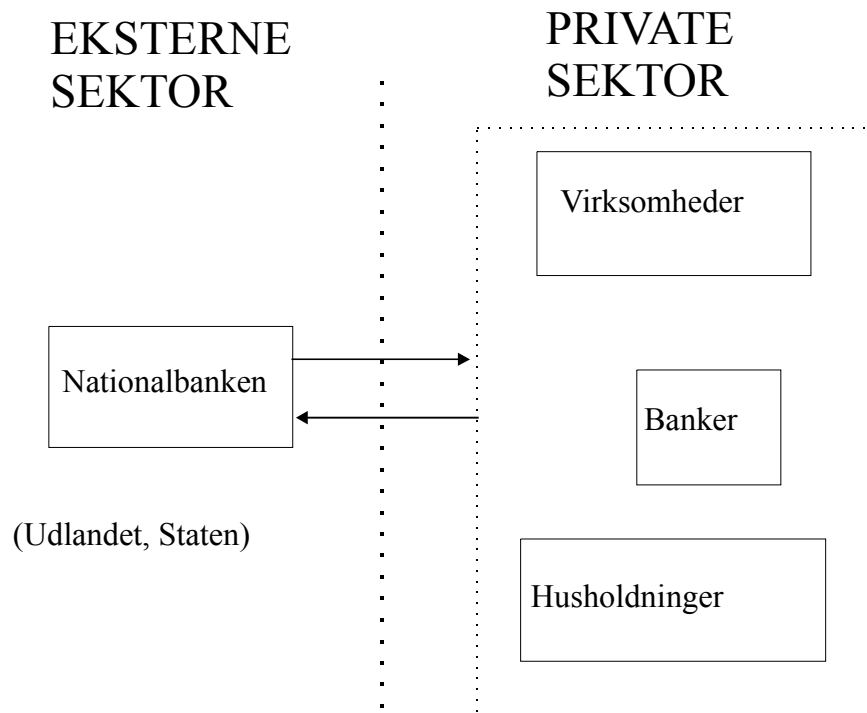 EKSTERNE
SEKTOR
PRIVATE
SEKTOR
Virksomheder
Nationalbanken
Banker
(Udlandet, Staten)
Husholdninger